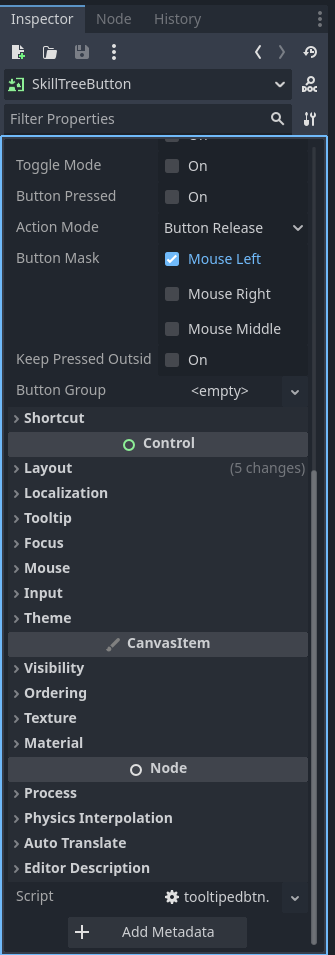 Inspector Node History
SkillTreeButton
DOC
Filter Properties
Toggle Mode On
Button Pressed On
Action Mode Button Release
Button Mask Mouse Left
Mouse Right
Mouse Middle
Keep Pressed Outsid On
Button Group <empty>
Shortcut
Control
Layout (5 changes)
Localization
Tooltip
Focus
Mouse
Input
Theme
CanvasItem
Visibility
Ordering
Texture
Material
Node
Process
Physics Interpolation
Auto Translate
Editor Description
Script tooltipedbtn.
Add Metadata